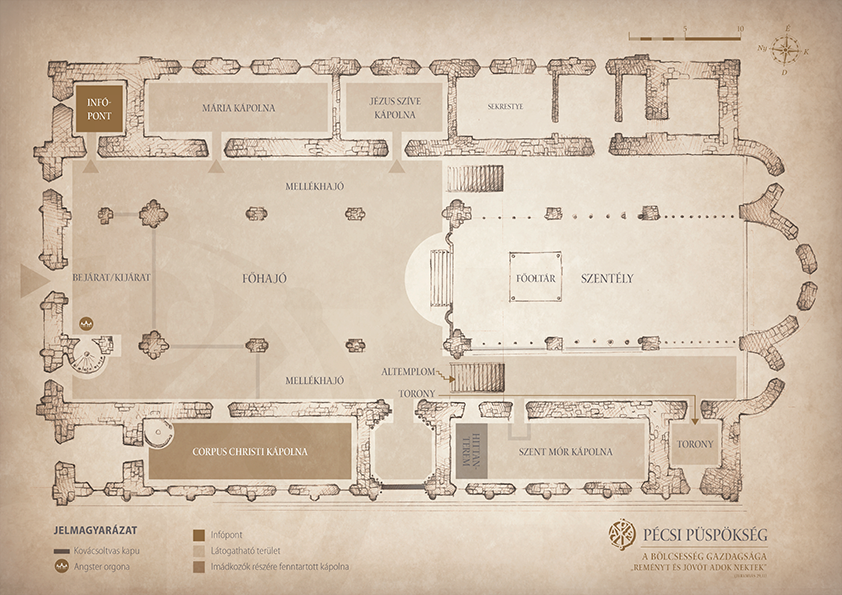 5
10
É
Ny
K
D
INFÓ-
PONT
MÁRIA KÁPOLNA
JÉZUS SZÍVE
KÁPOLNA
SEKRESTYE
MELLÉKHAJÓ
BEJÁRAT/KIJÁRAT
FŐHAJÓ
FŐOLTÁR
SZENTÉLY
MELLÉKHAJÓ
ALTEMPLOM
TORONY
CORPUS CHRISTI KÁPOLNA
HITTAN
TEREM
SZENT MÓR KÁPOLNA
TORONY
JELMAGYARÁZAT
Kovácsoltvas kapu
Angster orgona
Infópont
Látogatható terület
Imádkozók részére fenntartott kápolna
PÉCSI PÜSPÖKSÉG
A BÖLCSESSÉG GAZDAGSÁGA
„REMÉNYT ÉS JÖVŐT ADOK NEKTEK”